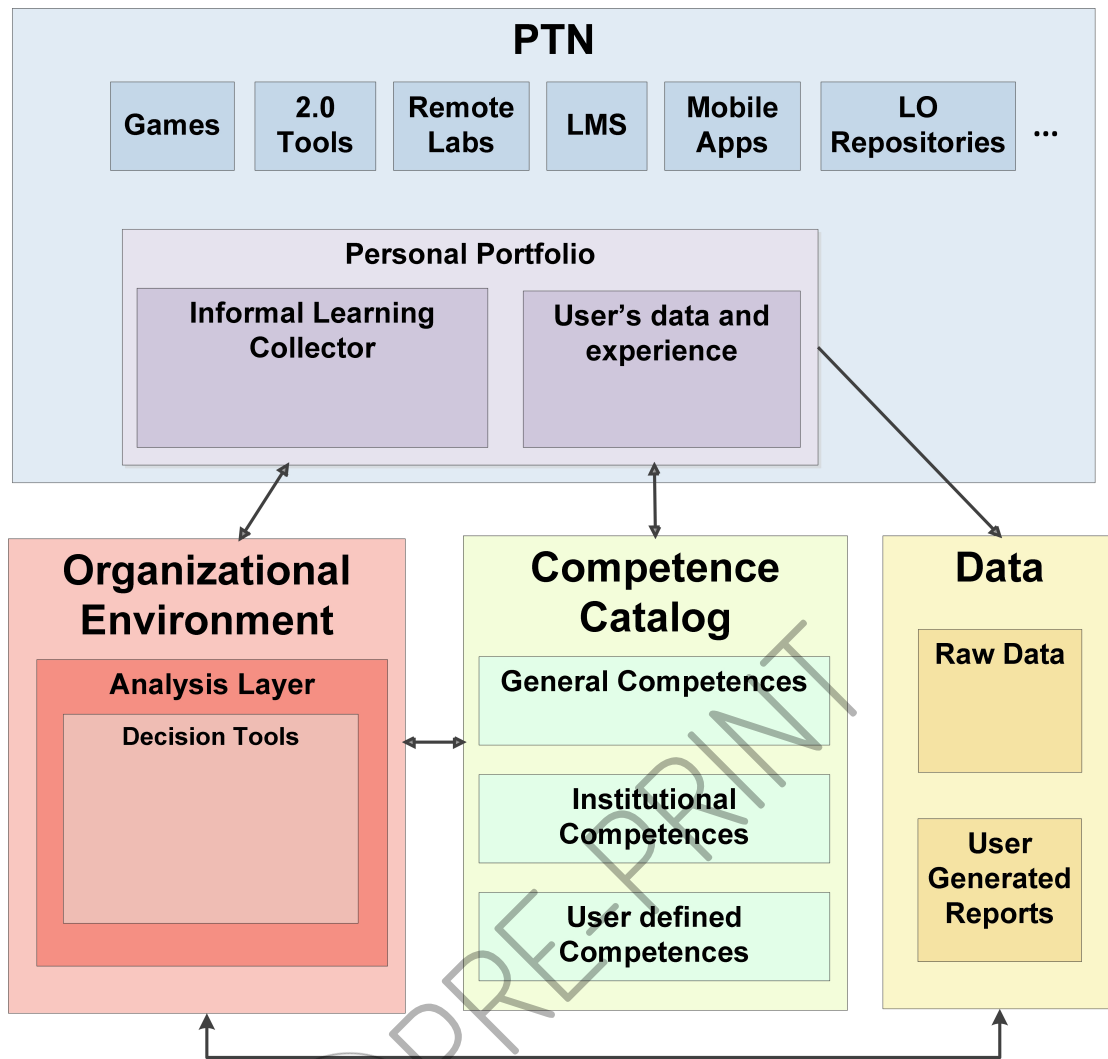 PTN
Games
2.0
Tools
Remote
Labs
LMS
Mobile
Apps
LO
Repositories
...
Personal Portfolio
Informal Learning
Collector
User's data and
experience
Organizational
Environment
Analysis Layer
Decision Tools
Competence
Catalog
General Competences
Institutional
Competences
User defined
Competences
Data
Raw Data
User
Generated
Reports
PRE-PRINT